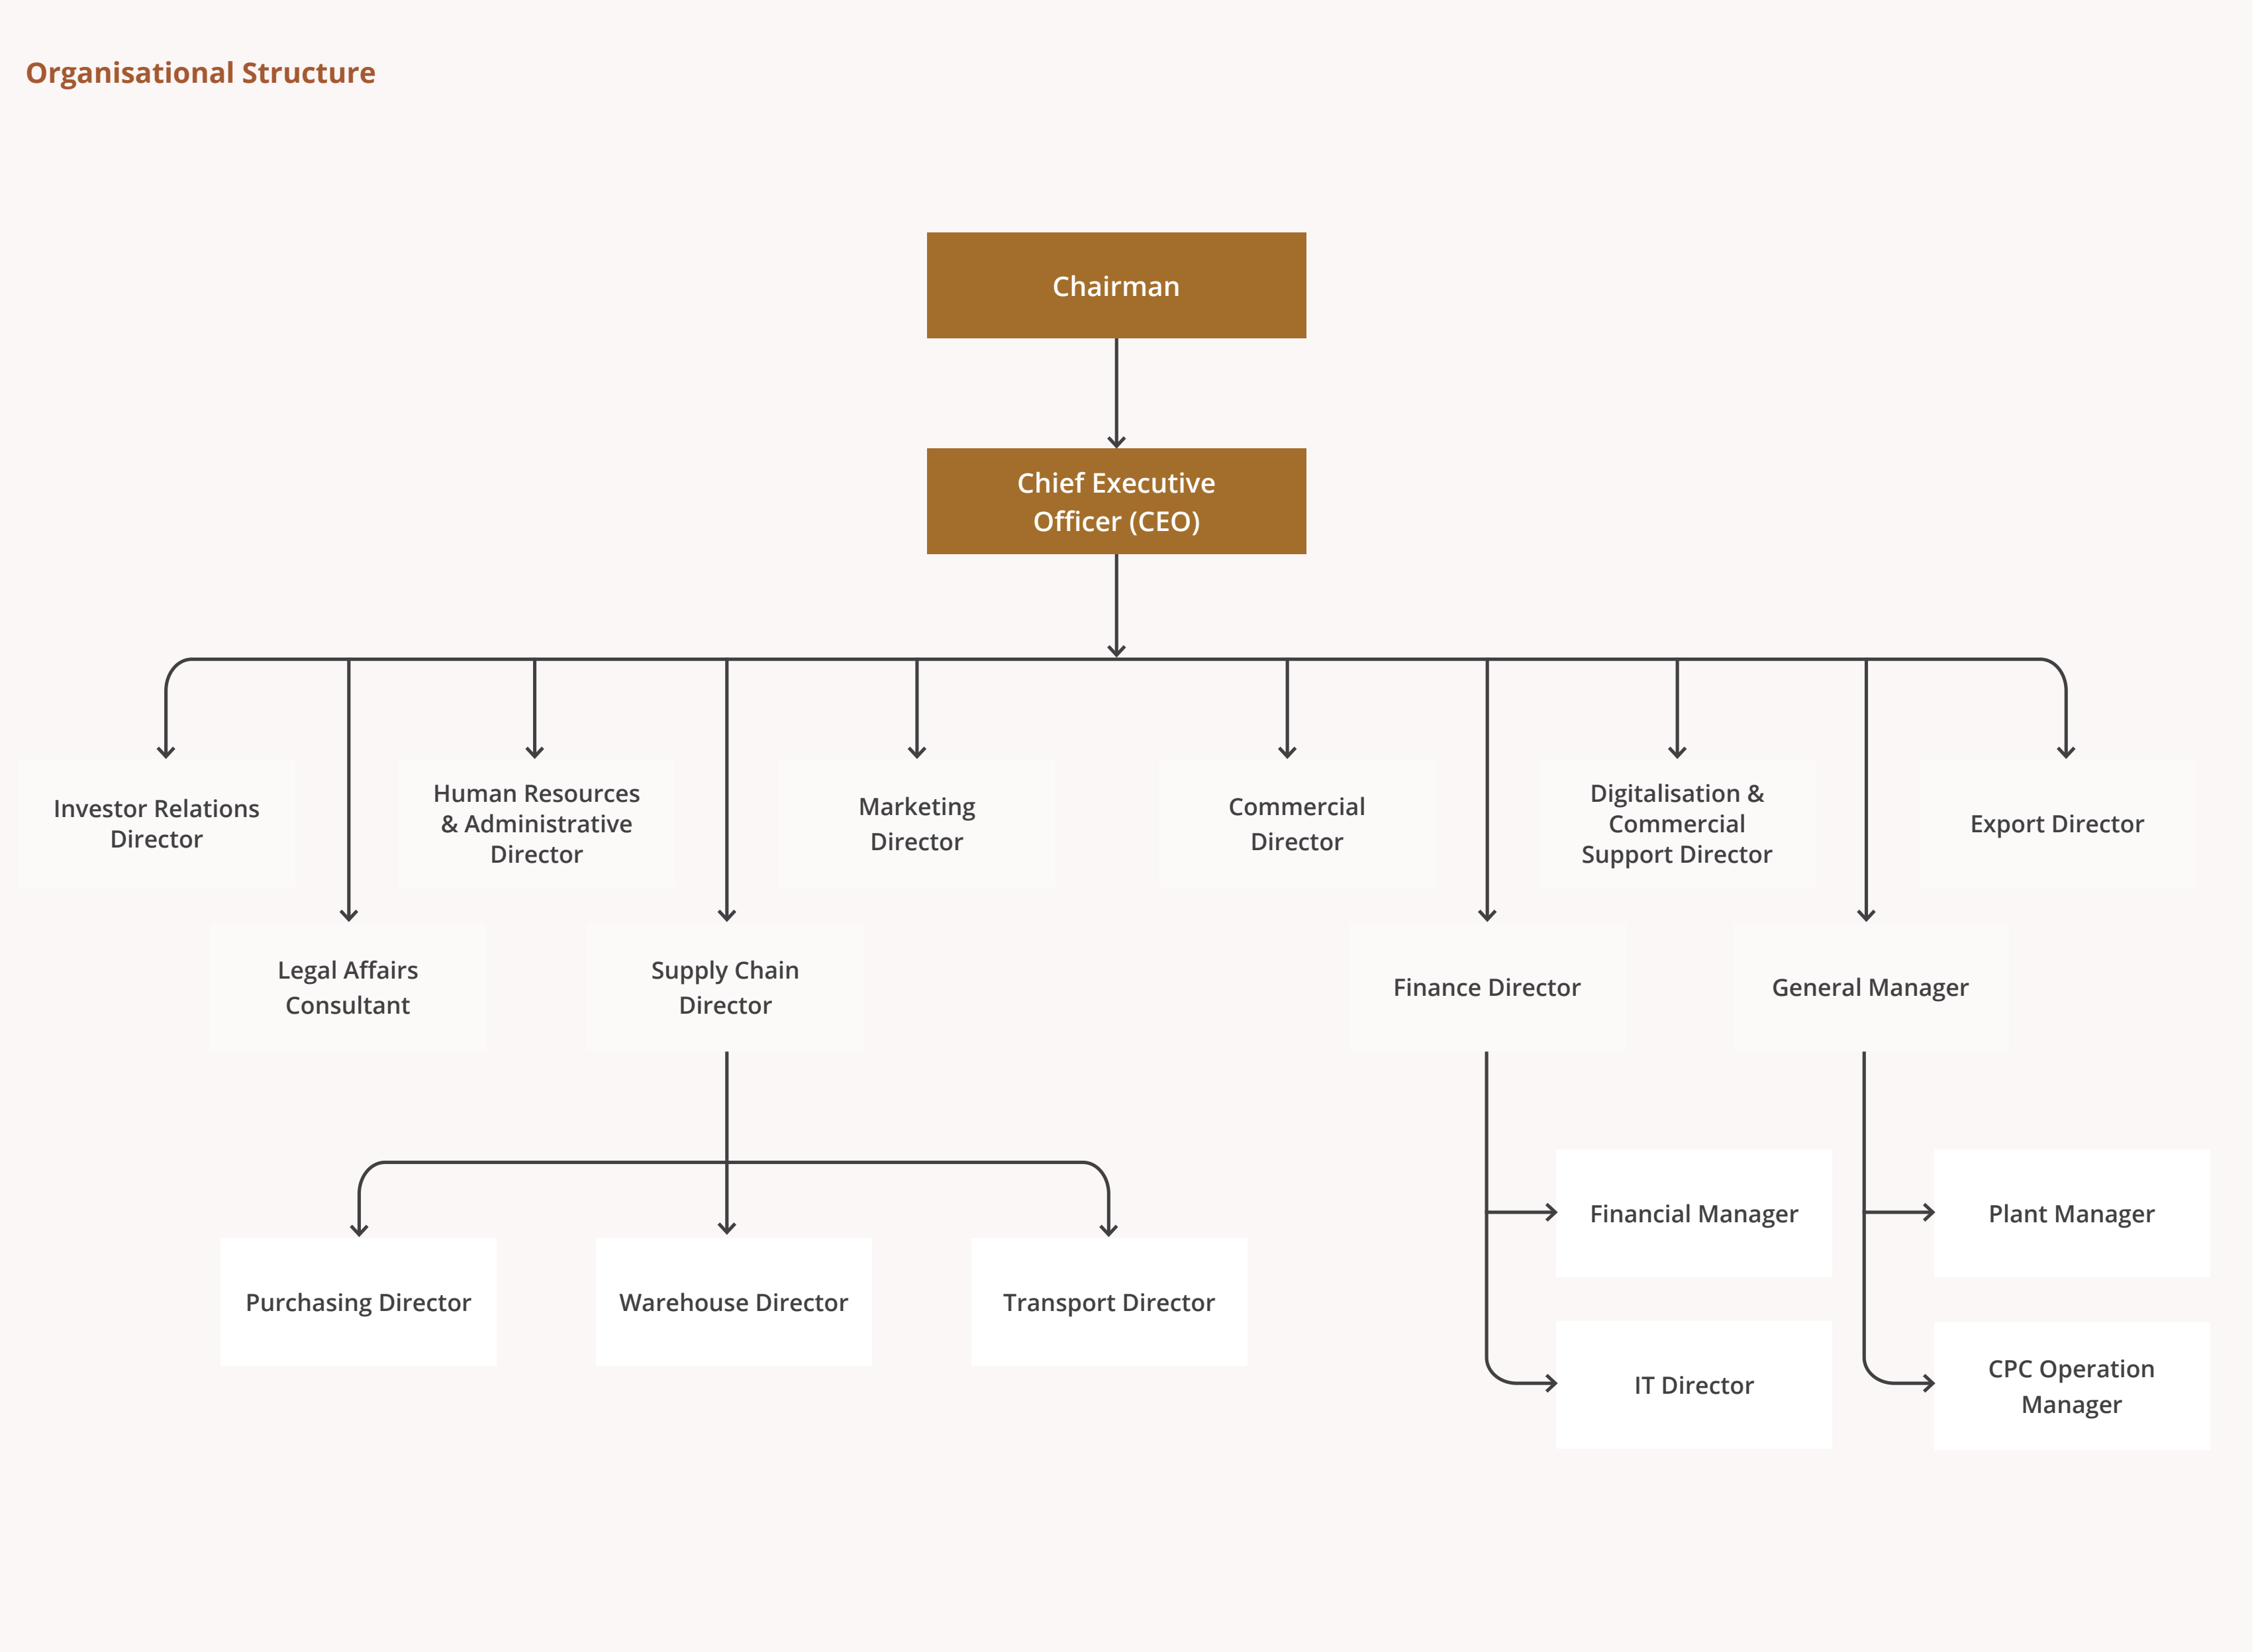 Organisational Structure
Chairman
Chief Executive
Officer (CEO)
Investor Relations
Director
Human Resources
& Administrative
Director
Marketing
Director
Commercial
Director
Digitalisation &
Commercial
Support Director
Export Director
Legal Affairs
Consultant
Supply Chain
Director
Finance Director
General Manager
Purchasing Director
Warehouse Director
Transport Director
Financial Manager
Plant Manager
IT Director
CPC Operation
Manager